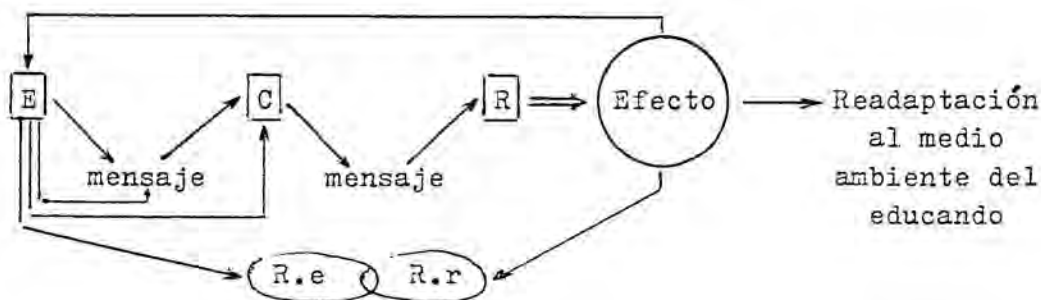 E C R Efecto Readaptación
al medio
mensaje mensaje ambiente del
educando
R.e R.r